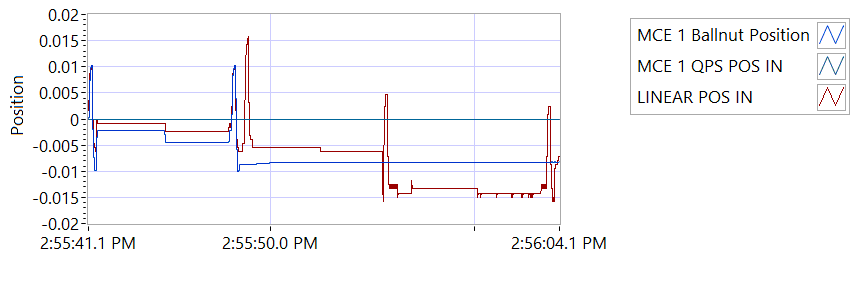 0.02
0.015
0.01
0.005
0
-0.005
-0.01
-0.015
-0.02
Position
2:55:41.1 PM
2:55:50.0 PM
2:56:04.1 PM
MCE 1 Ballnut Position
MCE 1 QPS POS IN
LINEAR POS IN